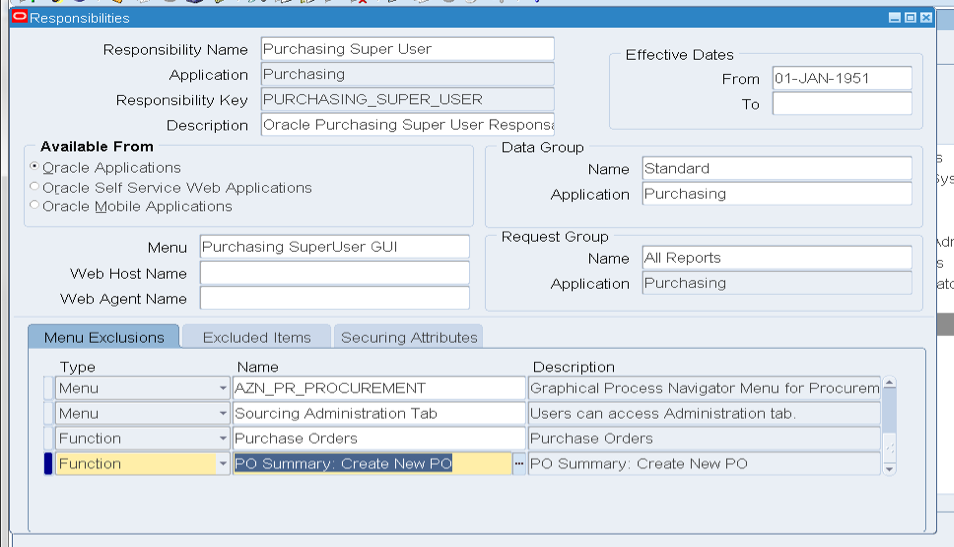 Responsibilities
Responsibility Name Purchasing Super User
Application Purchasing
Responsibility Key PURCHASING_SUPER_USER
Description Oracle Purchasing Super User Respons
Effective Dates
From 01-JAN-1951
To
Available From
Oracle Applications
Oracle Self Service Web Applications
Oracle Mobile Applications
Data Group
Name Standard
Application Purchasing
Menu Purchasing SuperUser GUI
Web Host Name
Web Agent Name
Request Group
Name All Reports
Application Purchasing
Menu Exclusions Excluded Items Securing Attributes
Type Name Description
Menu AZN_PR_PROCUREMENT Graphical Process Navigator Menu for Procurem
Menu Sourcing Administration Tab Users can access Administration tab.
Function Purchase Orders Purchase Orders
Function PO Summary: Create New PO ... PO Summary: Create New PO